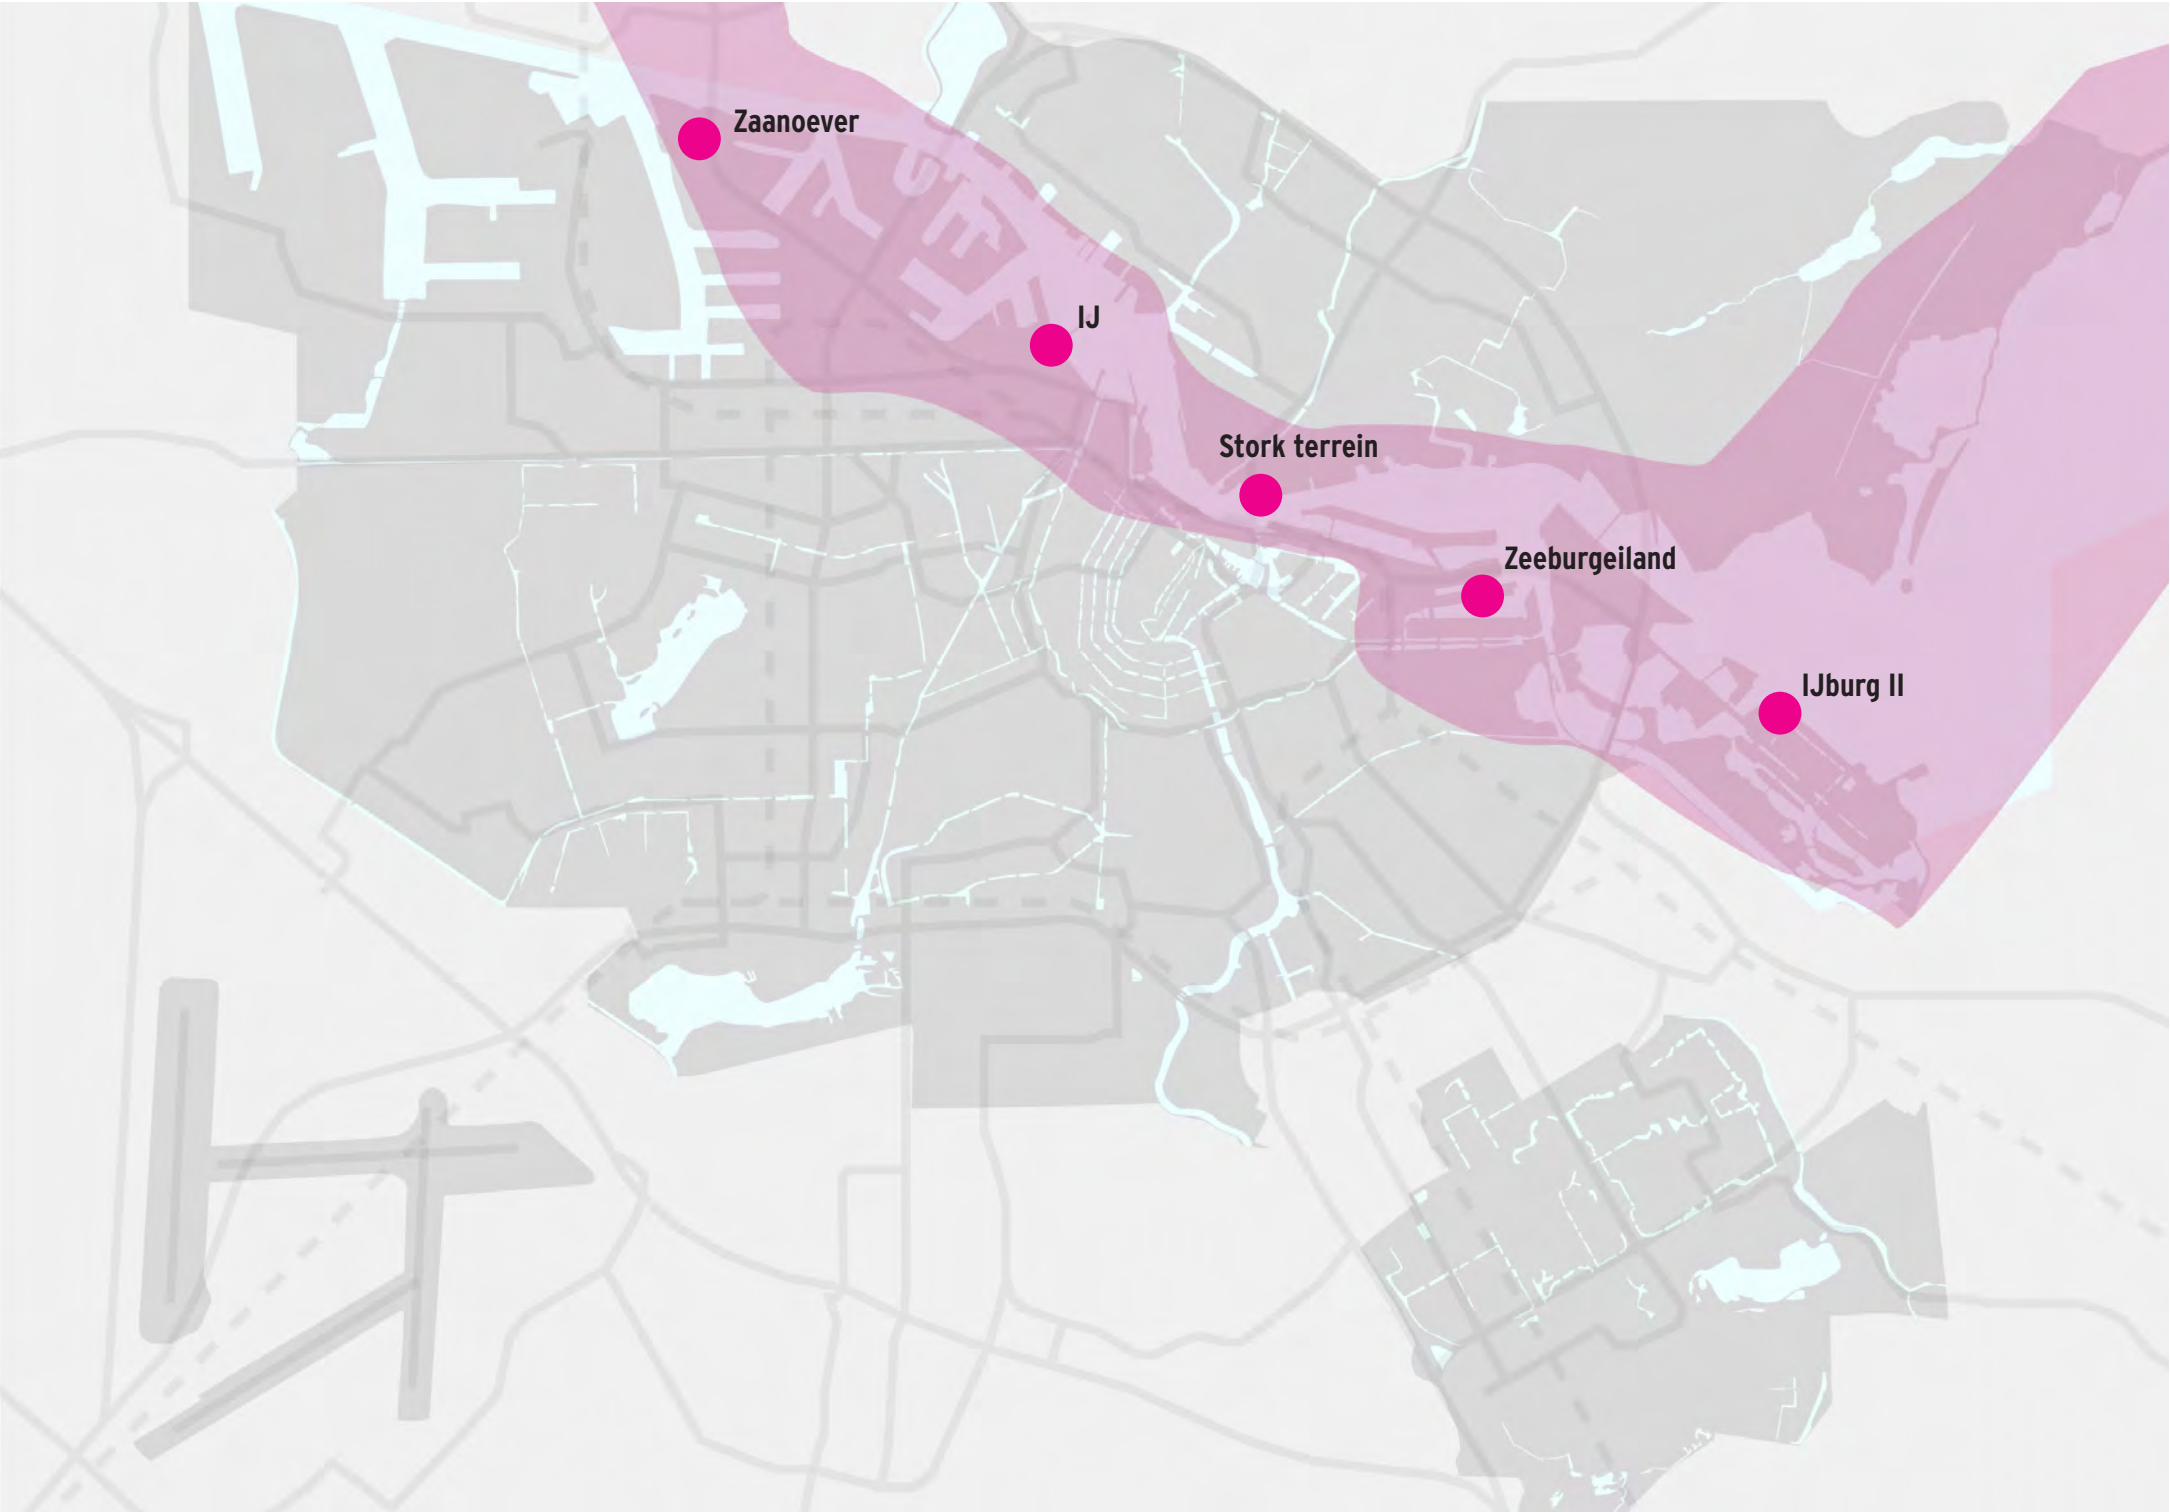 Zaanoever
IJ
Stork terrein
Zeeburgeiland
IJburg II